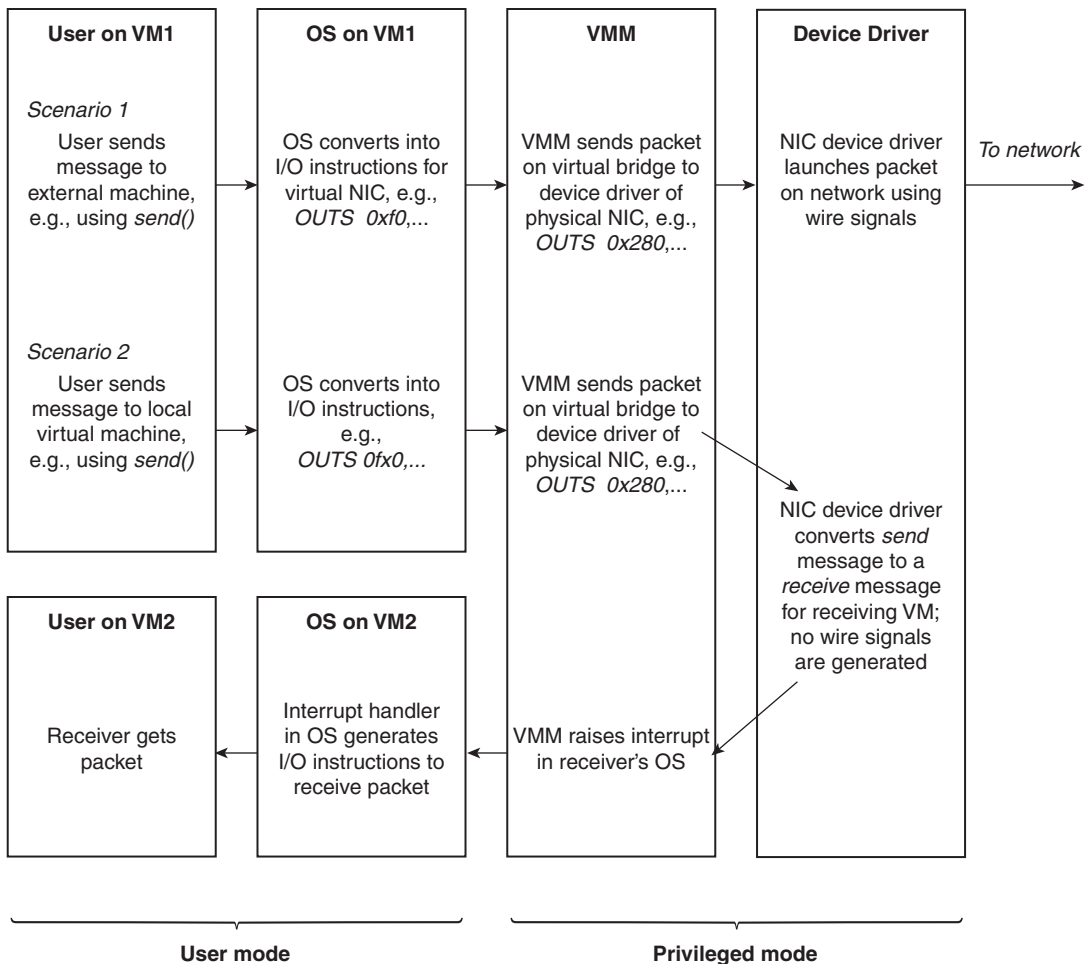 User on VM1
OS on VM1
VMM
Device Driver
Scenario 1
User sends
message to
external machine,
e.g., using send()
OS converts into
I/O instructions for
virtual NIC, e.g.,
OUTS 0xf0,...
VMM sends packet
on virtual bridge to
device driver of
physical NIC, e.g.,
OUTS 0x280,...
NIC device driver
launches packet
on network using
wire signals
To network
Scenario 2
User sends
message to local
virtual machine,
e.g., using send()
OS converts into
I/O instructions,
e.g.,
OUTS 0fx0,...
VMM sends packet
on virtual bridge to
device driver of
physical NIC, e.g.,
OUTS 0x280,...
NIC device driver
converts send
message to a
receive message
for receiving VM;
no wire signals
are generated
User on VM2
OS on VM2
Receiver gets
packet
Interrupt handler
in OS generates
I/O instructions to
receive packet
VMM raises interrupt
in receiver's OS
User mode
Privileged mode